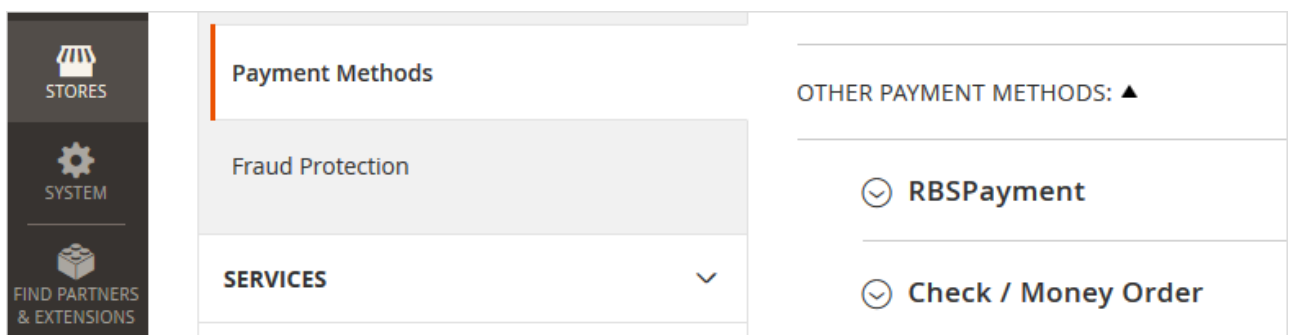 STORES
SYSTEM
FIND PARTNERS
& EXTENSIONS
Payment Methods
Fraud Protection
SERVICES
OTHER PAYMENT METHODS:
RBSPayment
Check / Money Order